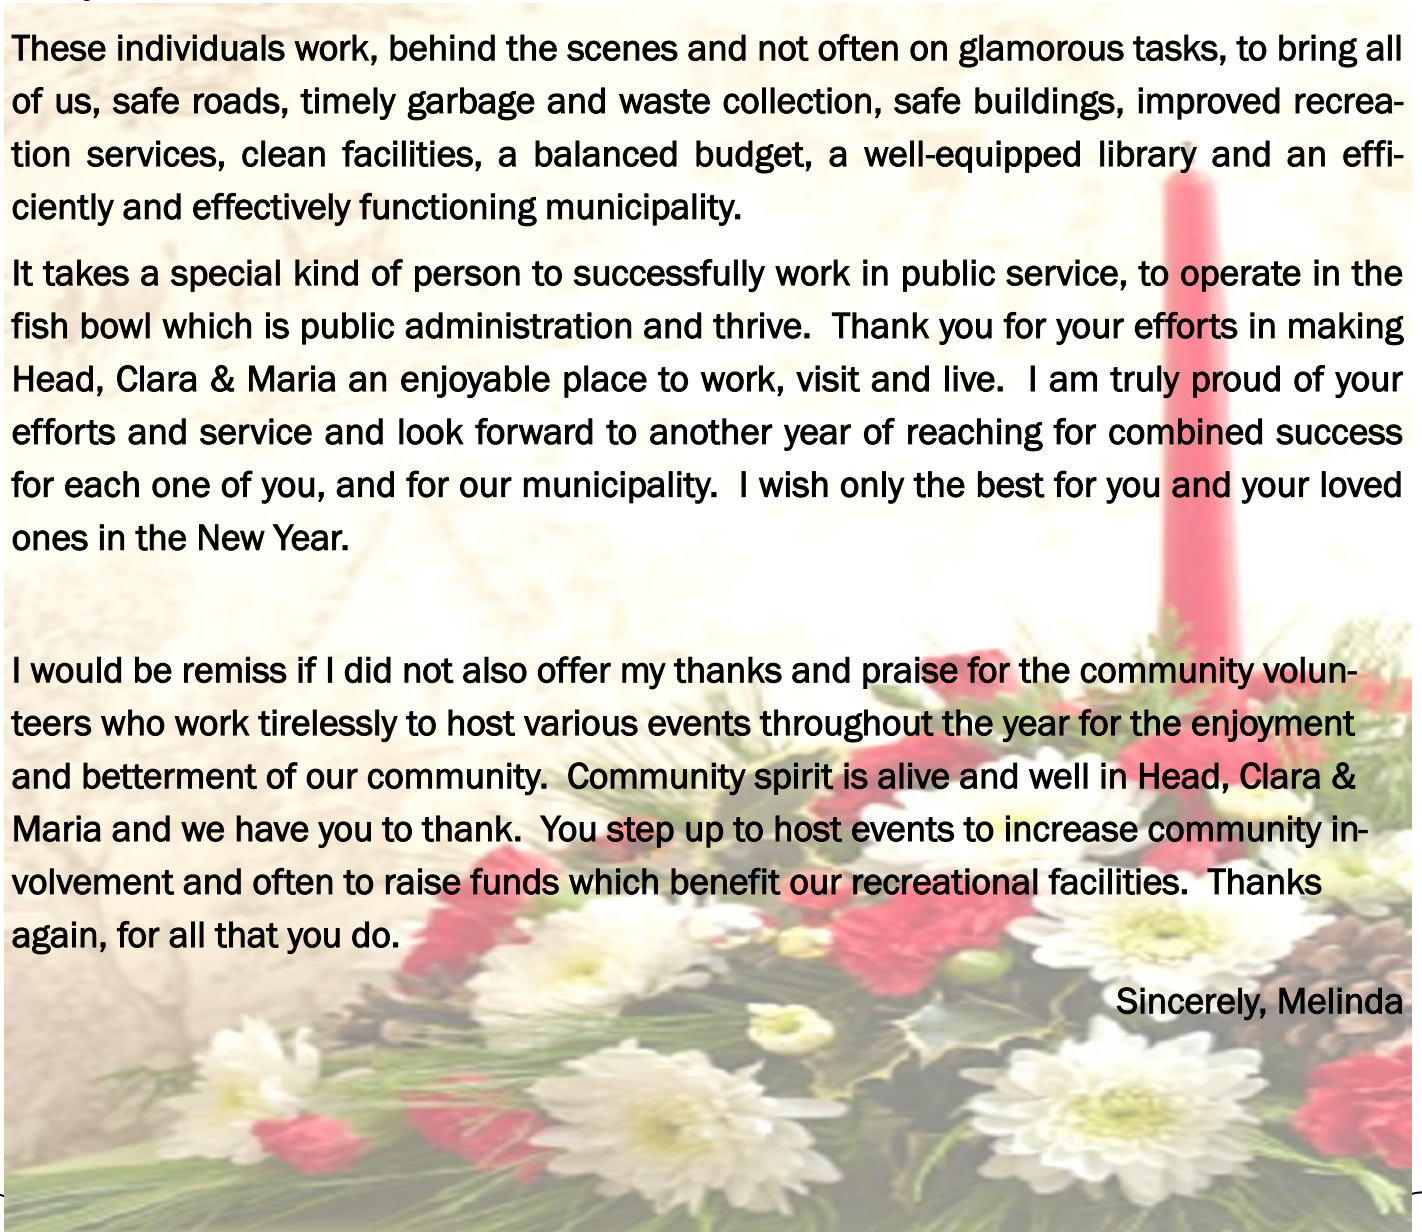 These individuals work, behind the scenes and not often on glamorous tasks, to bring all
of us, safe roads, timely garbage and waste collection, safe buildings, improved recrea-
tion services, clean facilities, a balanced budget, a well-equipped library and an effi-
ciently and effectively functioning municipality.
It takes a special kind of person to successfully work in public service, to operate in the
fish bowl which is public administration and thrive.  Thank you for your efforts in making
Head, Clara & Maria an enjoyable place to work, visit and live.  I am truly proud of your
efforts and service and look forward to another year of reaching for combined success
for each one of you, and for our municipality.  I wish only the best for you and your loved
ones in the New Year.
I would be remiss if I did not also offer my thanks and praise for the community volun-
teers who work tirelessly to host various events throughout the year for the enjoyment
and betterment of our community.  Community spirit is alive and well in Head, Clara &
Maria and we have you to thank.  You step up to host events to increase community in-
volvement and often to raise funds which benefit our recreational facilities.  Thanks
again, for all that you do.
Sincerely, Melinda